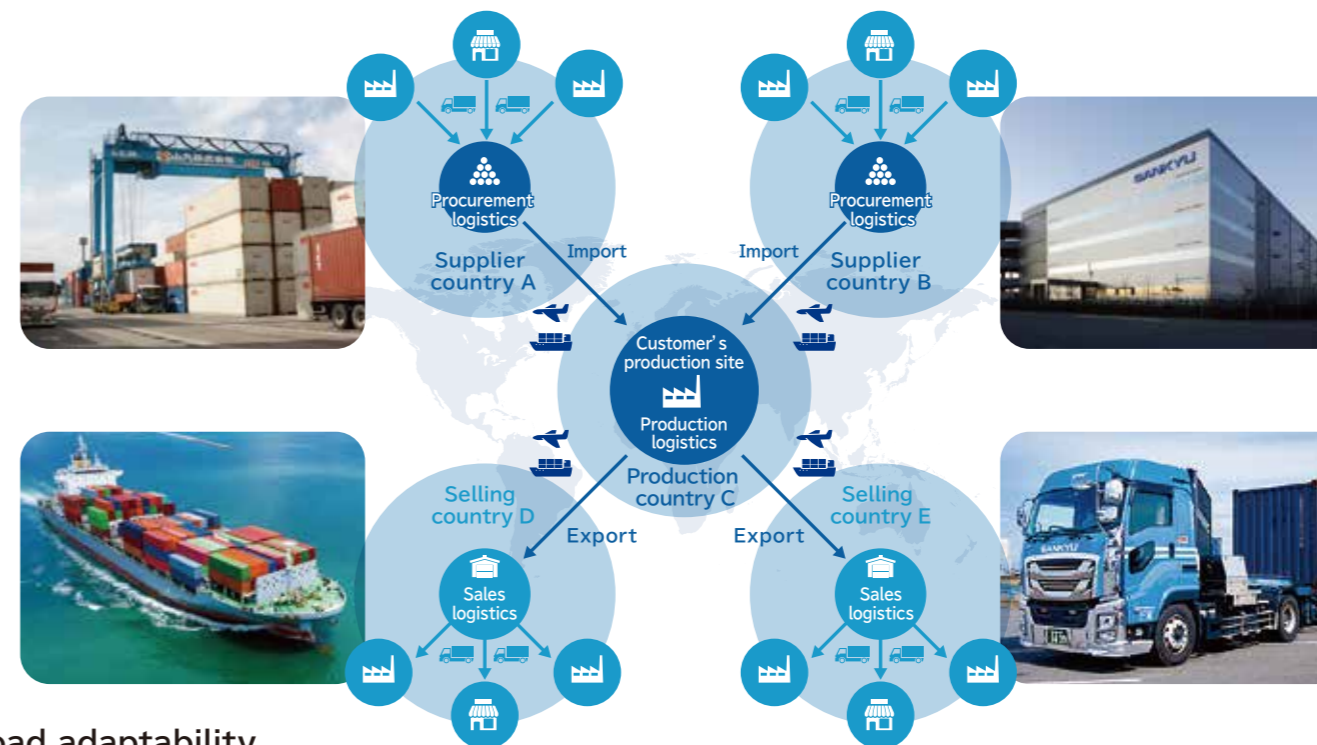 SANKYU
Procurement
logistics
Procurement
logistics
Import
Import
Supplier
country A
Supplier
country B
Customer's
production site
Production
logistics
Production
country C
Selling
country D
Selling
country E
Export
Export
SANKYU
Sales
logistics
Sales
logistics
adaptability